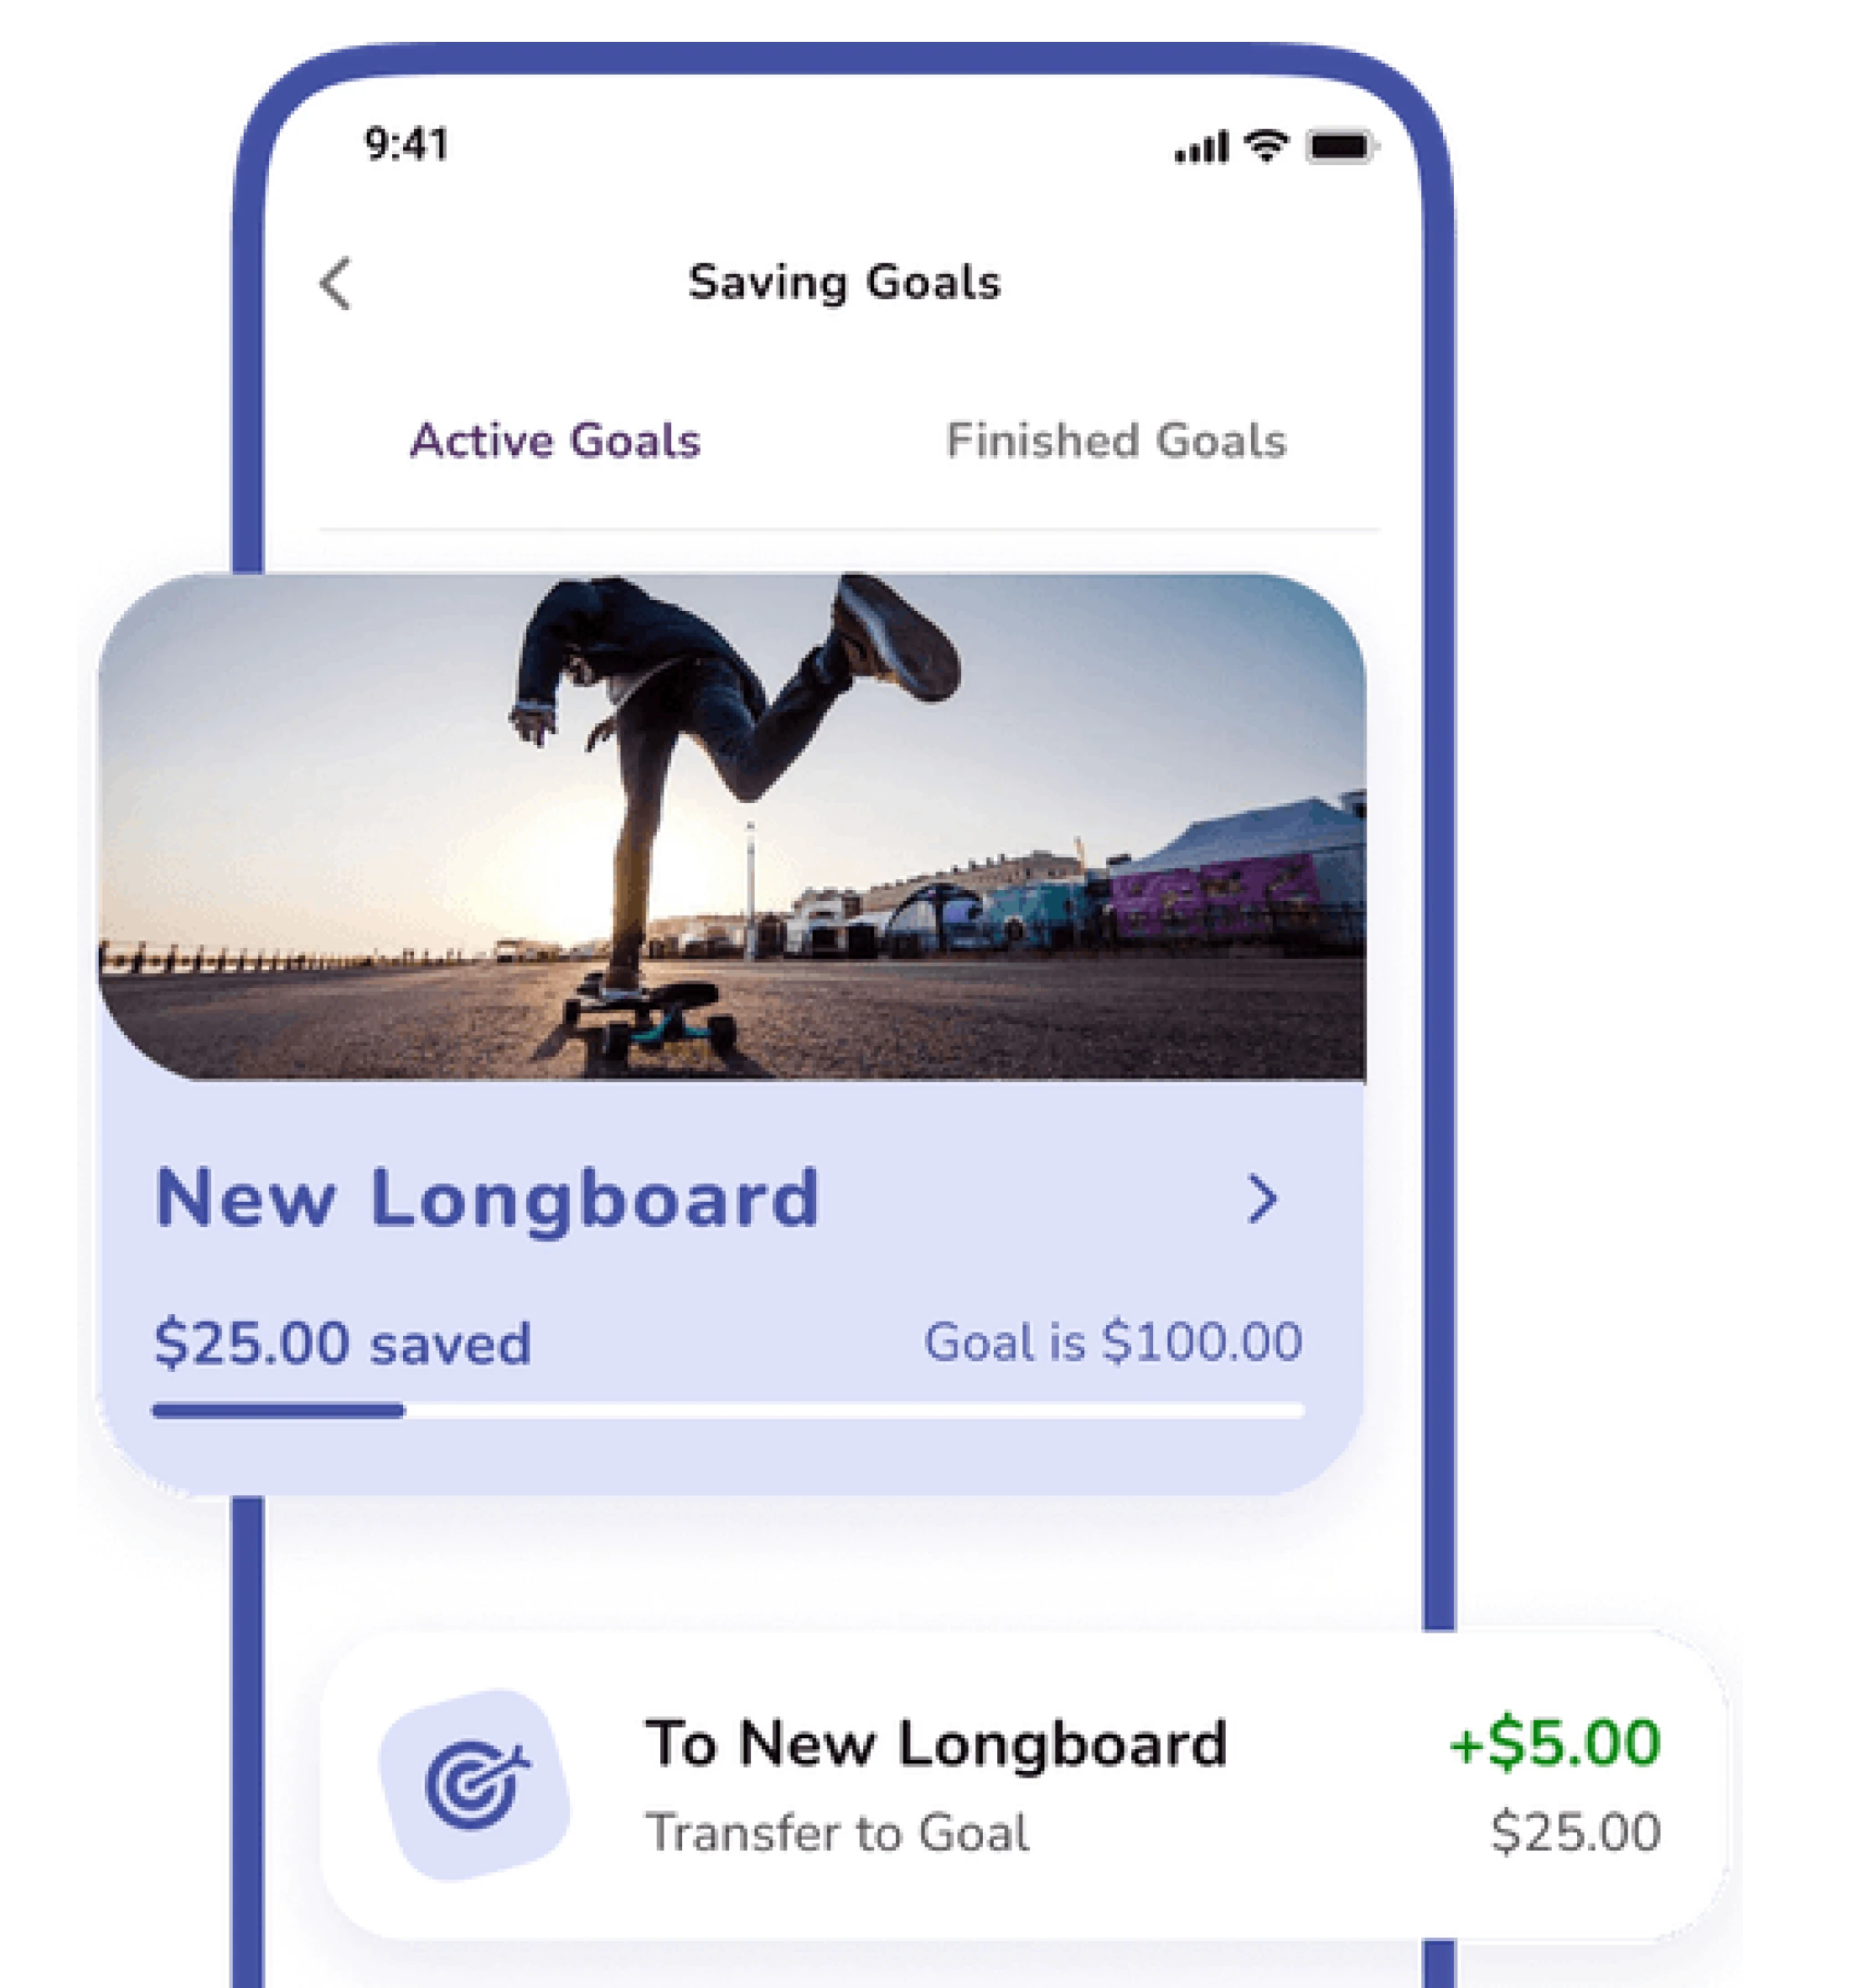 9:41
Saving Goals
Active Goals
Finished Goals
New Longboard
$25.00 saved
Goal is $100.00
To New Longboard
+$5.00
Transfer to Goal
$25.00